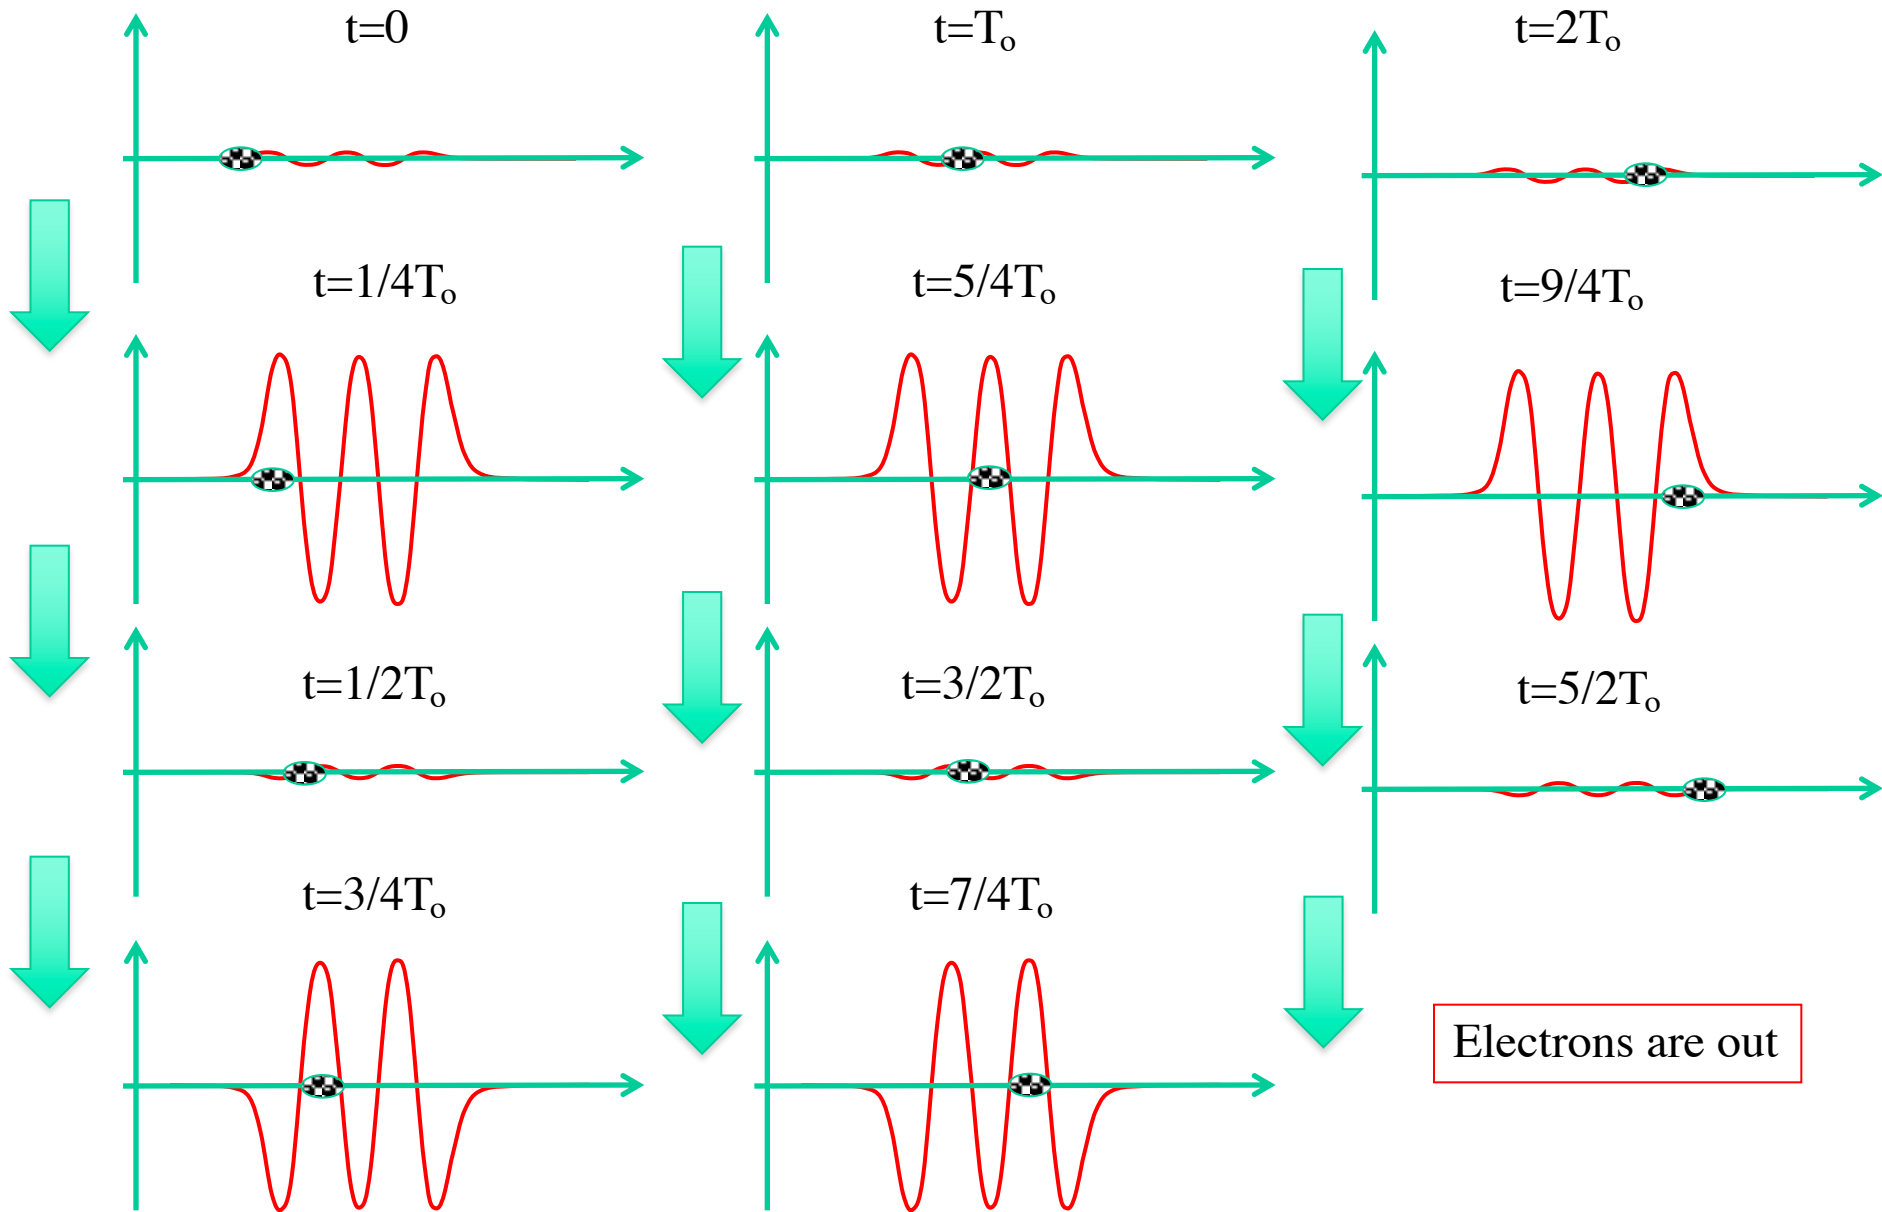 t=0
t=1/4Tₒ
t=1/2Tₒ
t=3/4Tₒ
t=Tₒ
t=5/4Tₒ
t=3/2Tₒ
t=7/4Tₒ
t=2Tₒ
t=9/4Tₒ
t=5/2Tₒ
Electrons are out